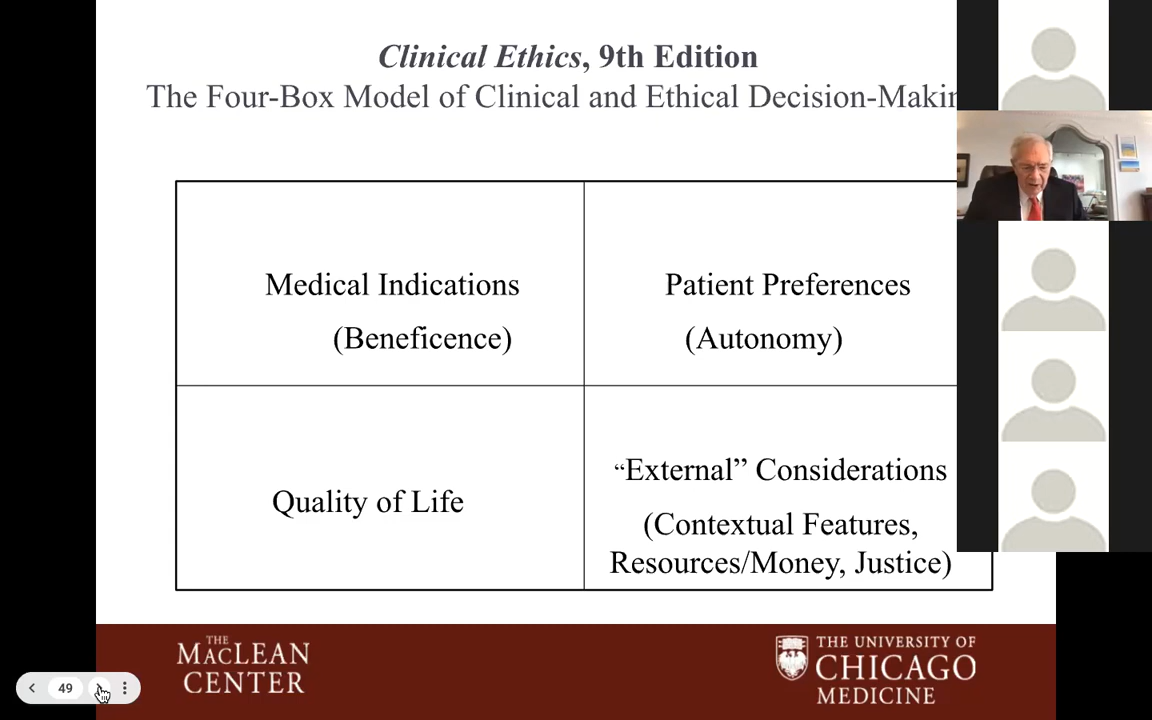 Clinical Ethics, 9th Edition
The Four-Box Model of Clinical and Ethical Decision-Makin
Medical Indications
(Beneficence)
Patient Preferences
(Autonomy)
Quality of Life
“External” Considerations
(Contextual Features,
Resources/Money, Justice)
THE
MACLEAN
CENTER
THE UNIVERSITY OF
CHICAGO
MEDICINE
49